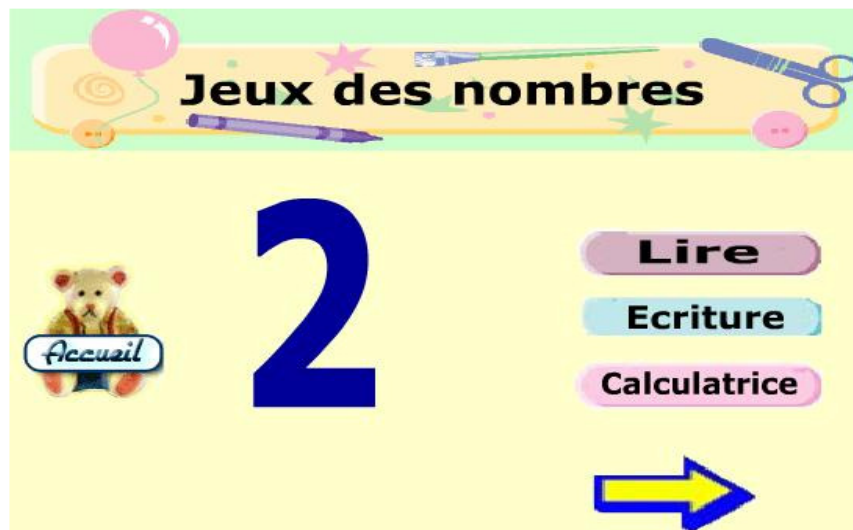 Jeux des nombres
2
Lire
Ecriture
Accueil
Calculatrice